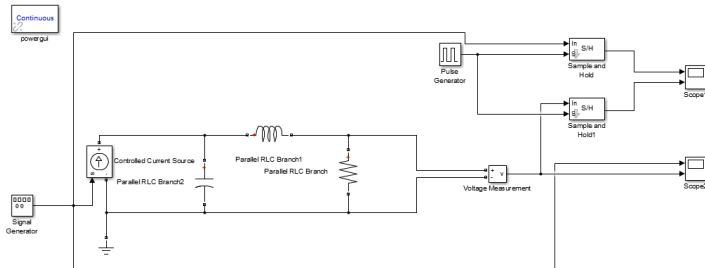 Continuous
powergui
Pulse
Generator
In
S/H
Sample and
Hold
In
S/H
Sample and
Hold1
Scope1
+
Controlled Current Source
s
-
Parallel RLC Branch2
+
Parallel RLC Branch1
+
Parallel RLC Branch
+
-
v
Voltage Measurement
Scope2
Signal
Generator